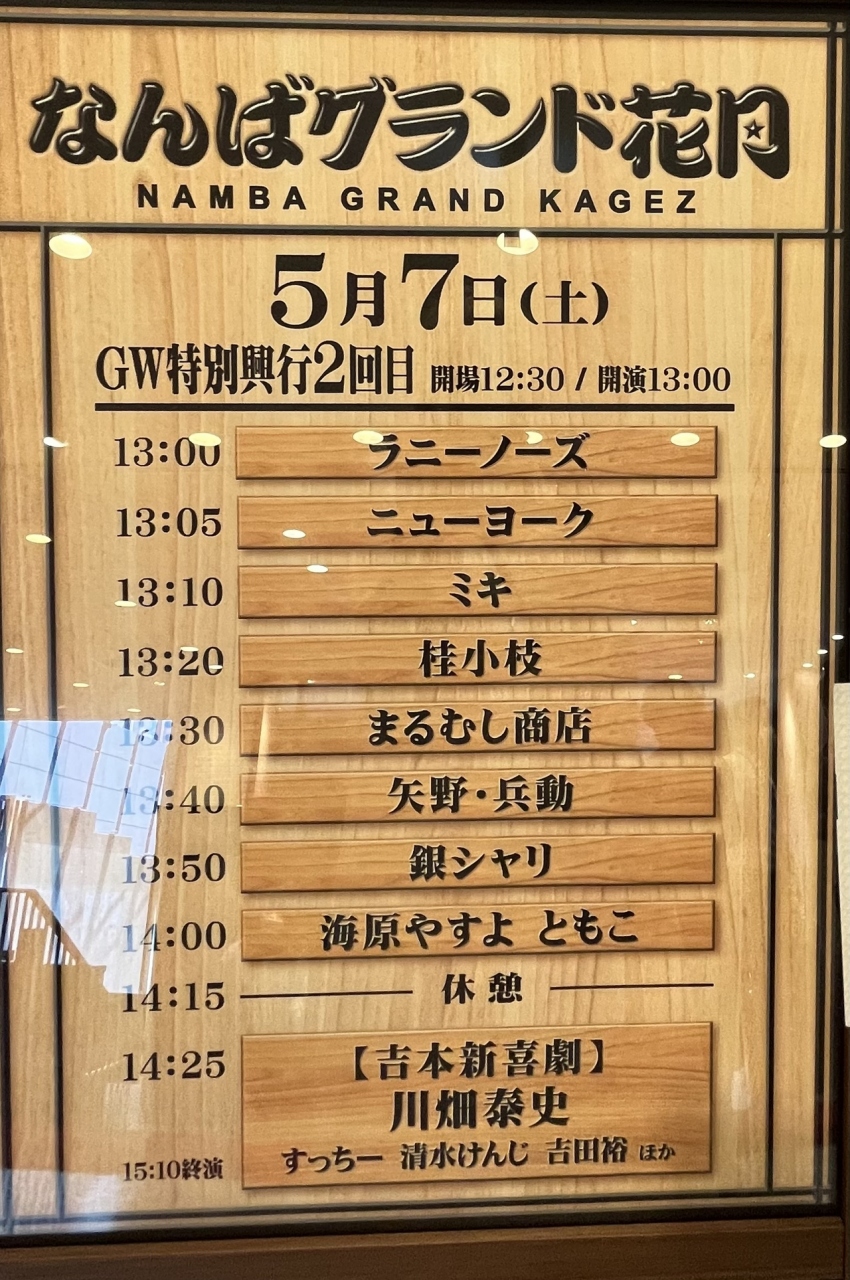 なんばグランド花月
NAMBA GRAND KAGEZ
5月7日(土)
GW特別興行2回目 開場12:30 / 開演13:00
13:00 ラニーノーズ
13:05 ニューヨーク
13:10 ミキ
13:20 桂小枝
13:30 まるむし商店
13:40 矢野・兵動
13:50 銀シャリ
14:00 海原やすよ ともこ
14:15 休憩
14:25 【吉本新喜劇】
川畑泰史
すっちー 清水けんじ 吉田裕 ほか
15:10終演